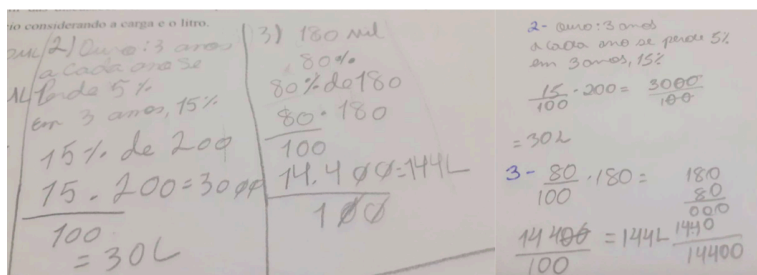 io considerando a carga e o litro.
2) Ouro: 3 anos
a cada ano se
Perde 5%
em 3 anos, 15%
15% de 200
15 . 200 = 3000
100
= 30L
3) 180 mil
80%
80% do 180
80 . 180
100
14.400 = 144L
100
2- Ouro: 3 anos
a cada ano se perde 5%
em 3 anos, 15%
15/100 . 200 = 3000/100
= 30L
3- 80/100 . 180 =
180
80
000
1440
14400
14400/100 = 144L